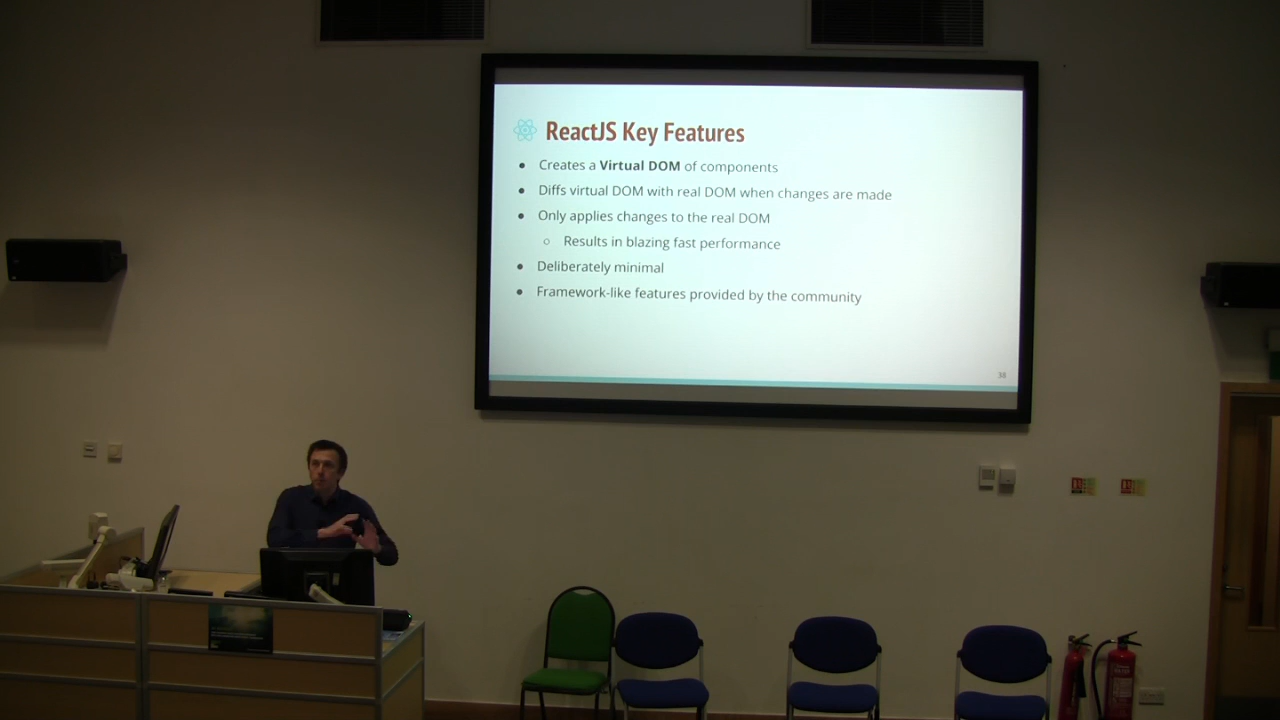 ReactJS Key Features
Creates a Virtual DOM of components
Diffs virtual DOM with real DOM when changes are made
Only applies changes to the real DOM
Results in blazing fast performance
Deliberately minimal
Framework-like features provided by the community
38